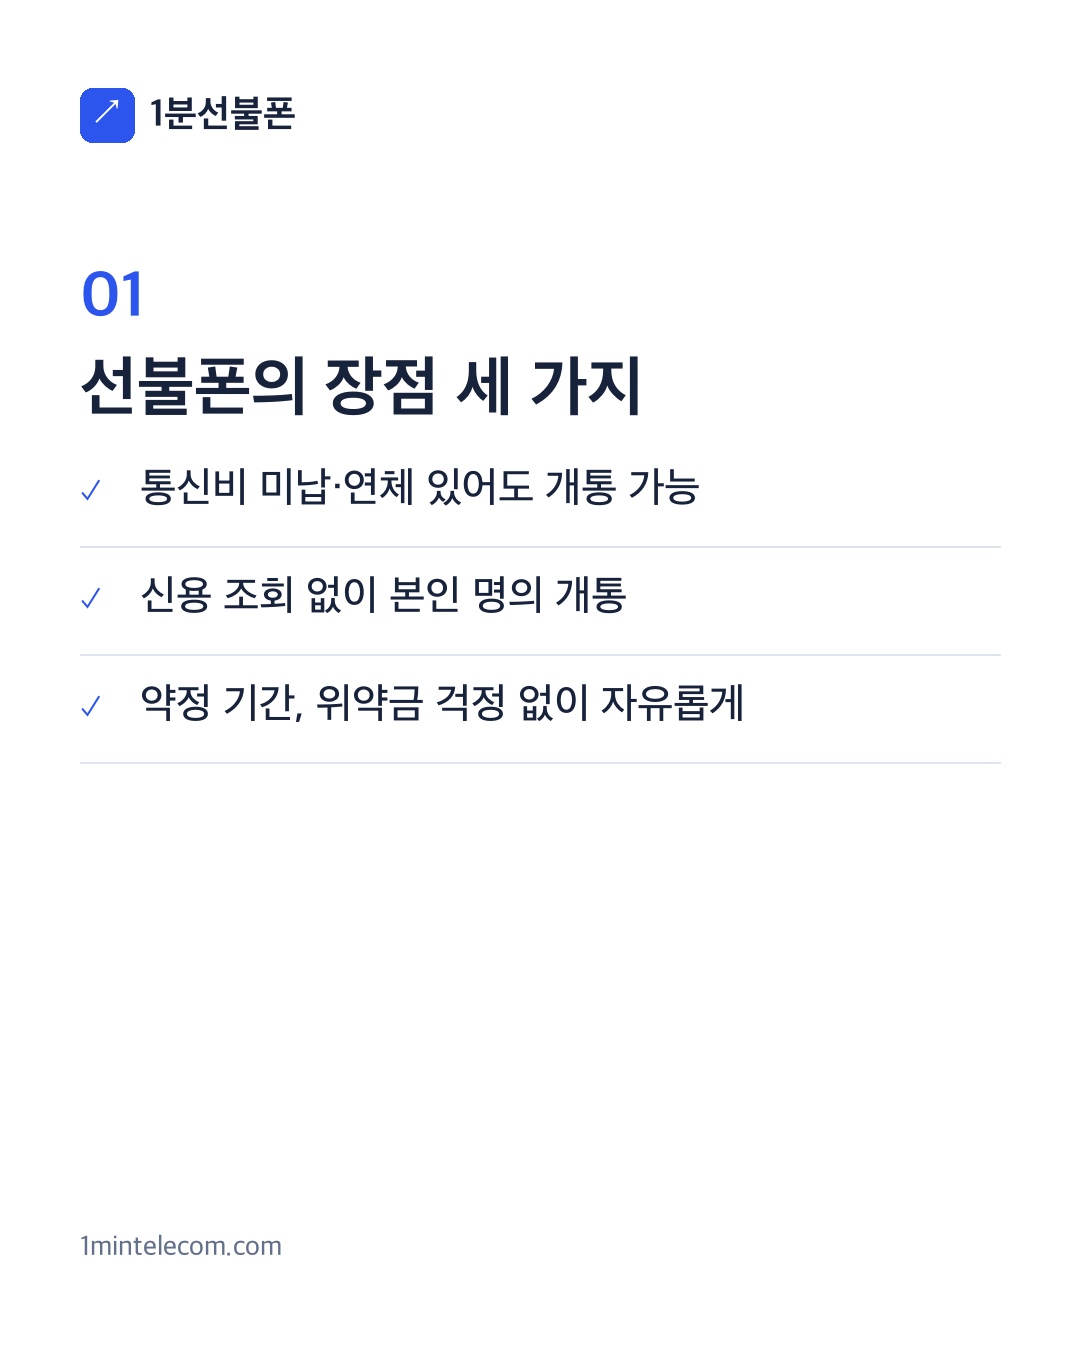 1분선불폰
01
선불폰의 장점 세 가지
✓ 통신비 미납·연체 있어도 개통 가능
✓ 신용 조회 없이 본인 명의 개통
✓ 약정 기간, 위약금 걱정 없이 자유롭게
1mintelecom.com